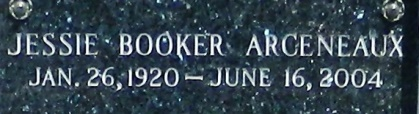 JESSIE BOOKER ARCENEAUX
JAN. 26, 1920 – JUNE 16, 2004